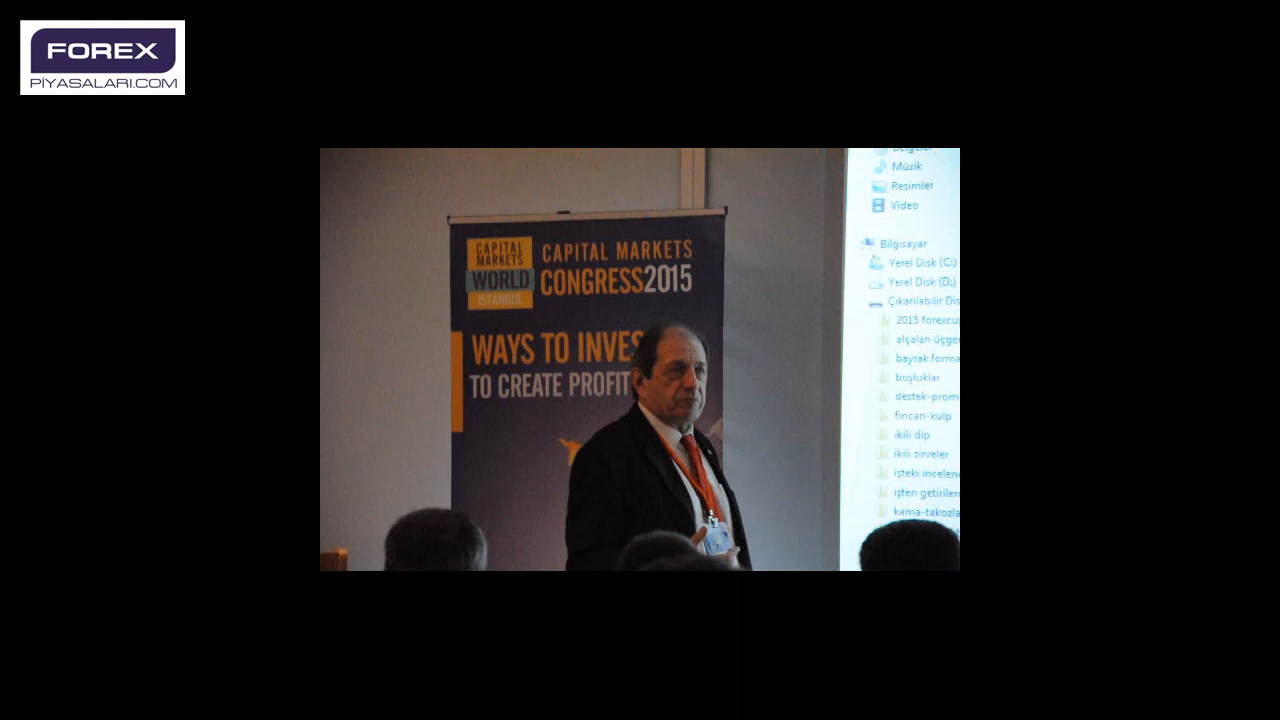 FOREX
PİYASALARI.COM
CAPITAL
MARKETS
WORLD
ISTANBUL
CAPITAL MARKETS
CONGRESS2015
WAYS TO INVES
TO CREATE PROFIT
Belgeler
Müzik
Resimler
Video
Bilgisayar
Yerel Disk (C:)
Yerel Disk (D:)
Çıkarılabilir Dis
2015 forexcu
alçalan üçge
bayrak forma
boşluklar
destek-prom
fincan-kulp
ikili dip
ikili zirveler
işteki incelen
işten getirilen
kama-takozla